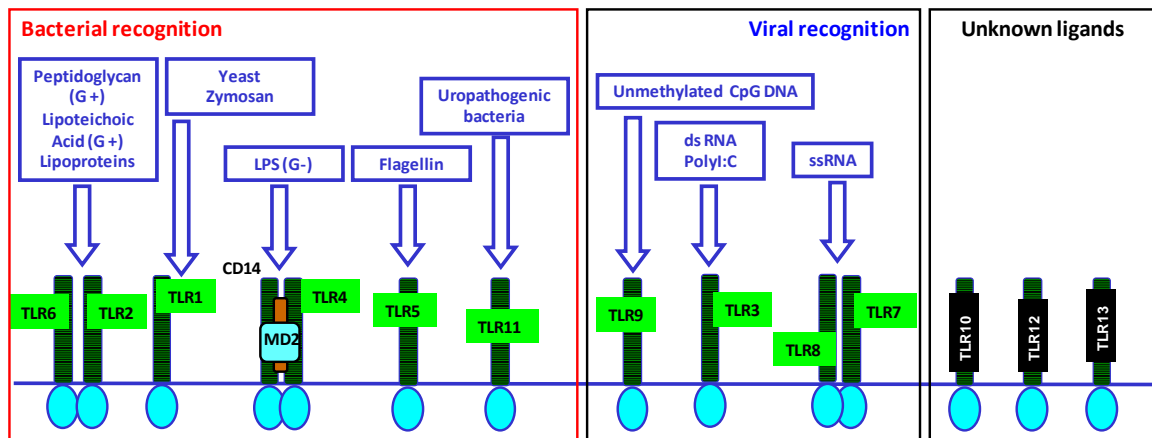 Bacterial recognition
Peptidoglycan
(G +)
Lipoteichoic
Acid (G +)
Lipoproteins
Yeast
Zymosan
LPS (G-)
Flagellin
Uropathogenic
bacteria
CD14
TLR6
TLR2
TLR1
MD2
TLR4
TLR5
TLR11
Viral recognition
Unmethylated CpG DNA
ds RNA
PolyI:C
ssRNA
TLR9
TLR3
TLR8
TLR7
Unknown ligands
TLR10
TLR12
TLR13